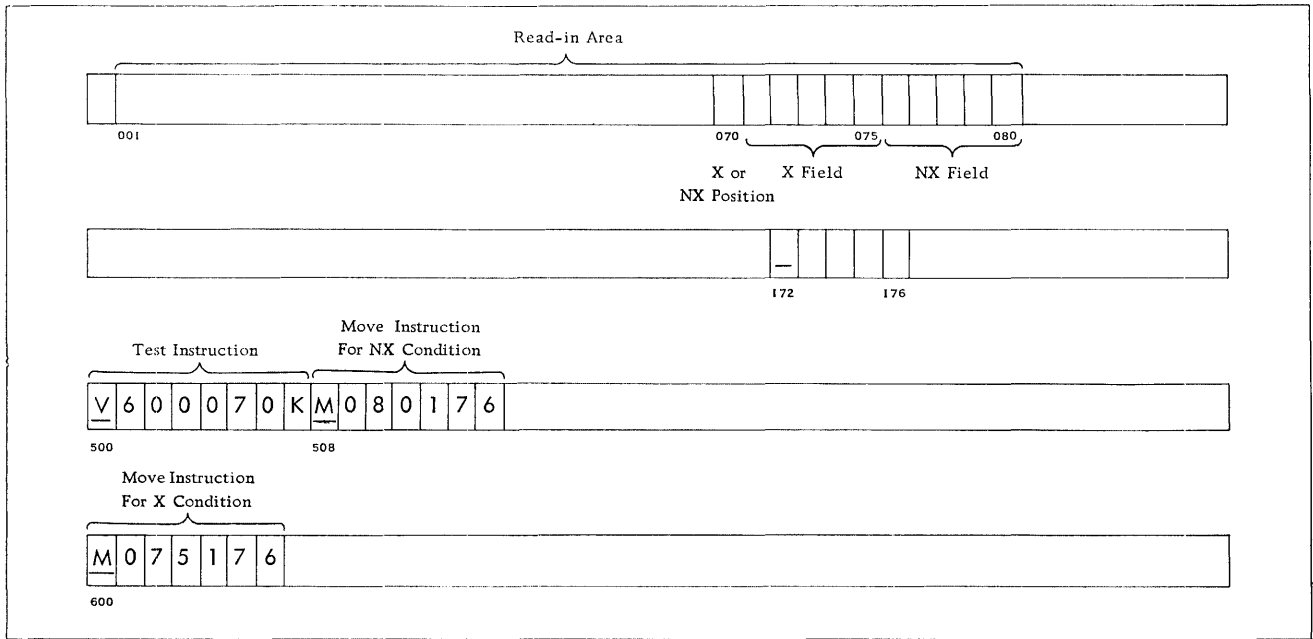 Read-in Area
001 070 075 080
X or X Field NX Field
NX Position
172 176
Move Instruction
Test Instruction For NX Condition
V 6 0 0 0 7 0 K M 0 8 0 1 7 6
500 508
Move Instruction
For X Condition
M 0 7 5 1 7 6
600